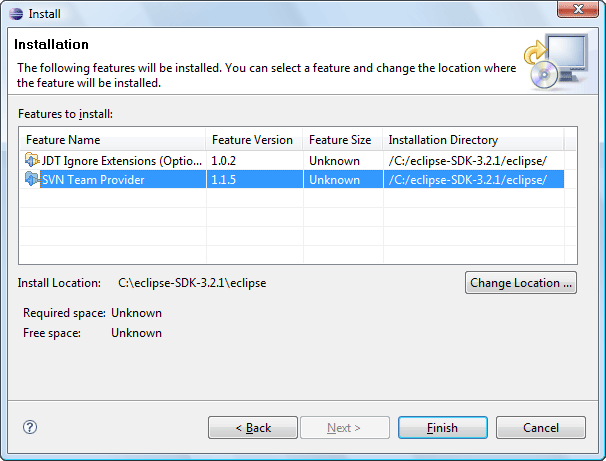 Install
Installation
The following features will be installed. You can select a feature and change the location where
the feature will be installed.
Features to install:
Feature Name Feature Version Feature Size Installation Directory
JDT Ignore Extensions (Optio... 1.0.2 Unknown /C:/eclipse-SDK-3.2.1/eclipse/
SVN Team Provider 1.1.5 Unknown /C:/eclipse-SDK-3.2.1/eclipse/
Install Location: C:\eclipse-SDK-3.2.1\eclipse Change Location ...
Required space: Unknown
Free space: Unknown
? < Back Next > Finish Cancel